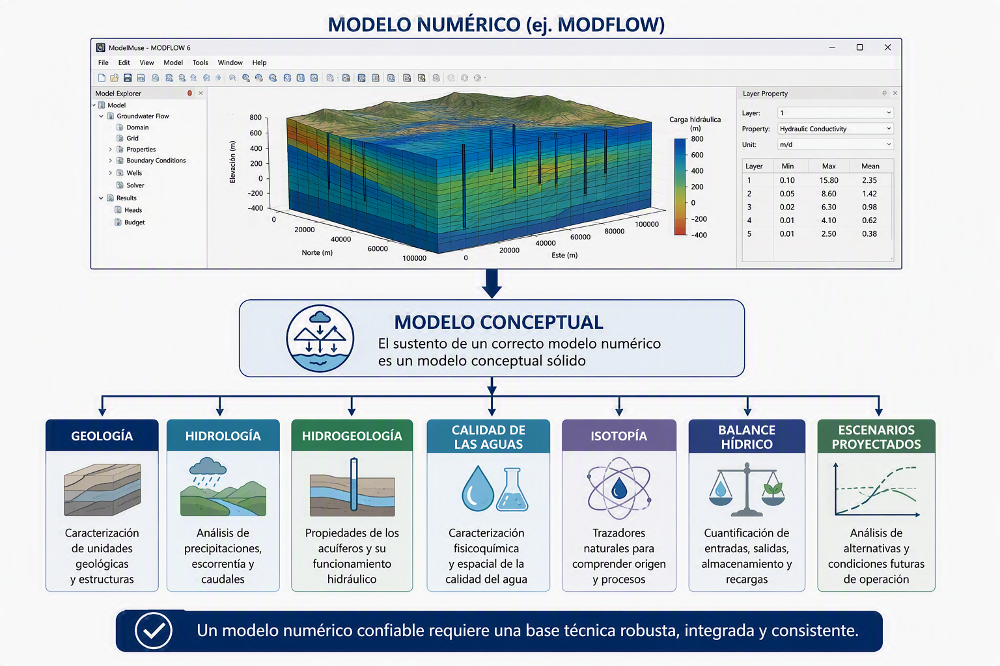 MODELO NUMÉRICO (ej. MODFLOW)
ModelMuse - MODFLOW 6
File Edit View Model Tools Window Help
Model Explorer
Model
Groundwater Flow
Domain
Grid
Properties
Boundary Conditions
Wells
Solver
Results
Heads
Budget
800
600
400
200
0
-200
-400
Elevación (m)
0
20000
40000
60000
100000
Norte (m)
0
20000
40000
60000
80000
100000
Este (m)
Carga hidráulica
(m)
800
600
400
200
0
-200
-400
Layer Property
Layer: 1
Property: Hydraulic Conductivity
Unit: m/d
Layer Min Max Mean
1 0.10 15.80 2.35
2 0.05 8.60 1.42
3 0.02 6.30 0.98
4 0.01 4.10 0.62
5 0.01 2.50 0.38
MODELO CONCEPTUAL
El sustento de un correcto modelo numérico
es un modelo conceptual sólido
GEOLOGÍA
Caracterización
de unidades
geológicas
y estructuras
HIDROLOGÍA
Análisis de
precipitaciones,
escorrentía y
caudales
HIDROGEOLOGÍA
Propiedades de los
acuíferos y su
funcionamiento
hidráulico
CALIDAD DE
LAS AGUAS
Caracterización
fisicoquímica
y espacial de la
calidad del agua
ISOTOPÍA
Trazadores
naturales para
comprender origen
y procesos
BALANCE
HÍDRICO
Cuantificación de
entradas, salidas,
almacenamiento y
recargas
ESCENARIOS
PROYECTADOS
Análisis de
alternativas y
condiciones futuras
de operación
Un modelo numérico confiable requiere una base técnica robusta, integrada y consistente.